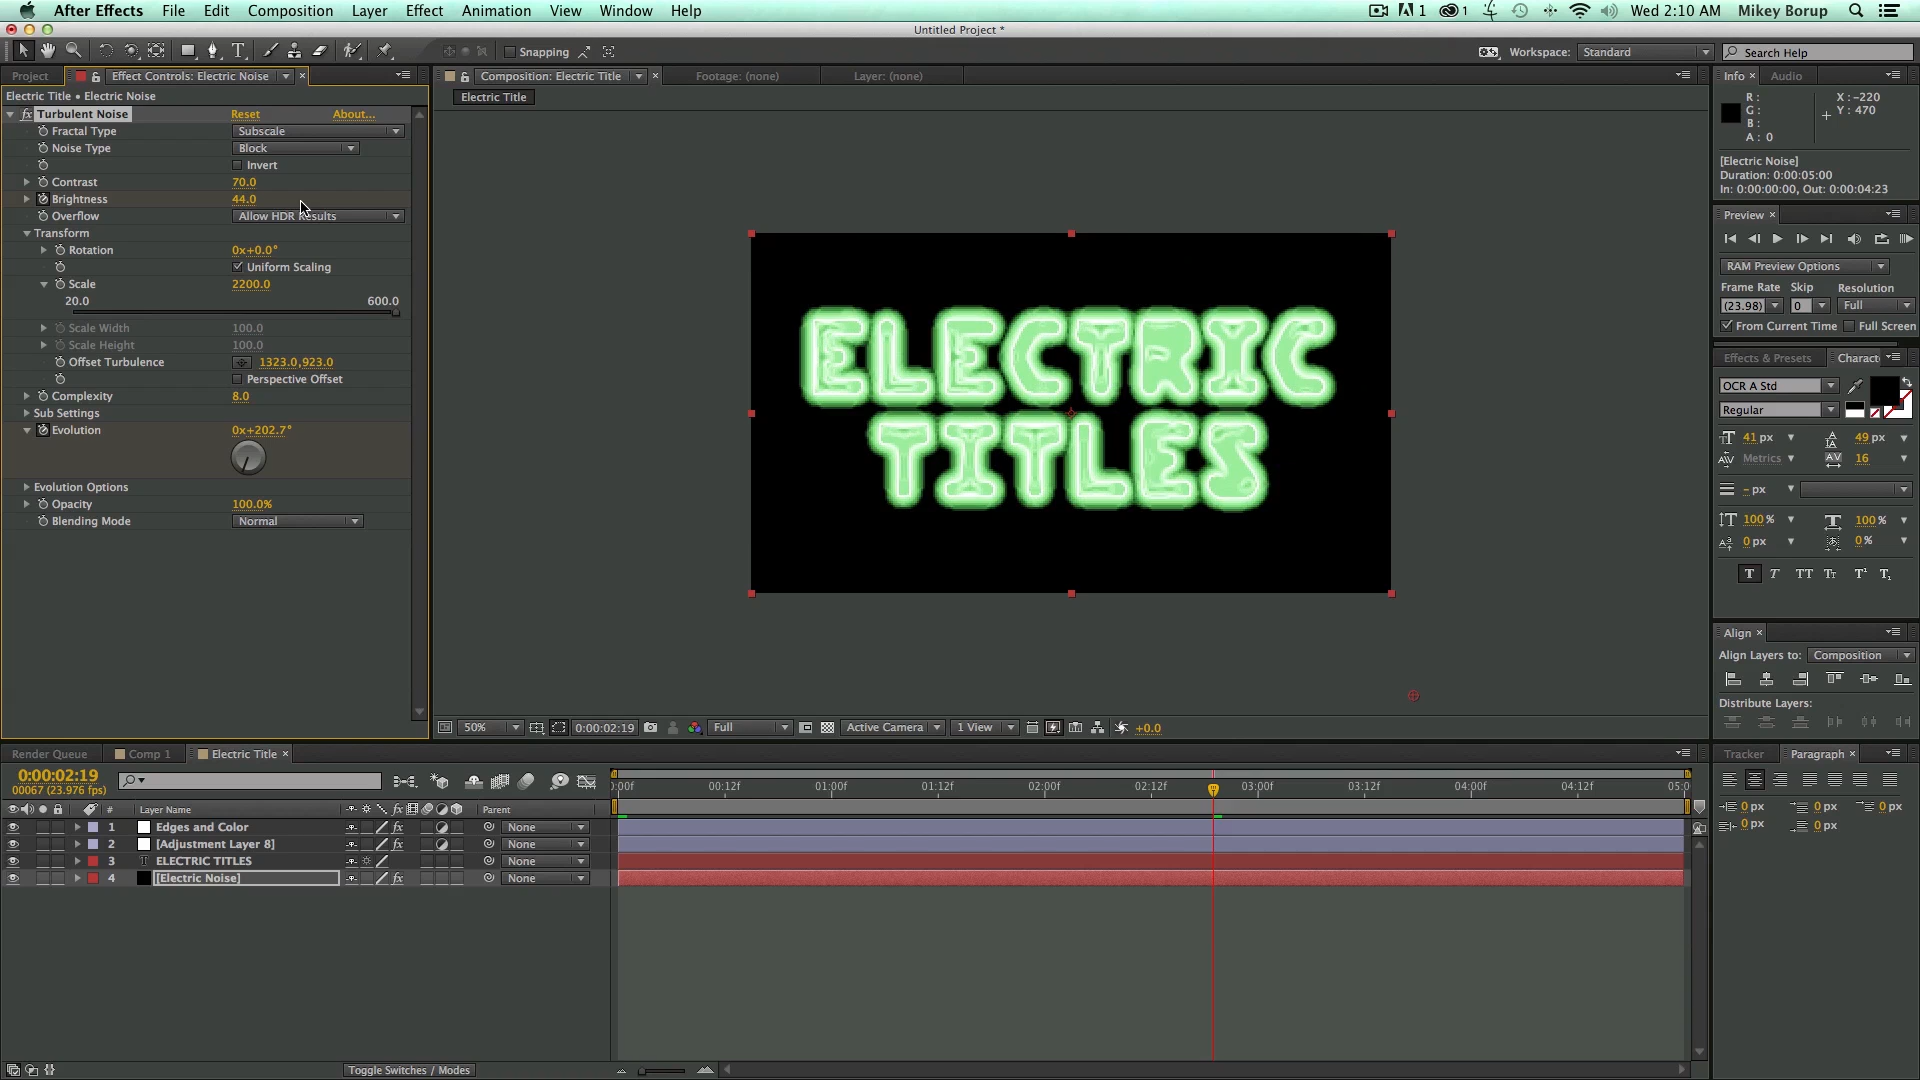 After Effects File Edit Composition Layer Effect Animation View Window Help 1 1 Wed 2:10 AM Mikey Borup
Untitled Project *
T Snapping Workspace: Standard Search Help
Project Effect Controls: Electric Noise ×
Electric Title • Electric Noise
fx Turbulent Noise Reset About...
Fractal Type Subscale
Noise Type Block
Invert
Contrast 70.0
Brightness 44.0
Overflow Allow HDR Results
Transform
Rotation 0x+0.0°
Uniform Scaling
Scale 2200.0
20.0 600.0
Scale Width 100.0
Scale Height 100.0
Offset Turbulence 1323.0,923.0
Perspective Offset
Complexity 8.0
Sub Settings
Evolution 0x+202.7°
Evolution Options
Opacity 100.0%
Blending Mode Normal
Composition: Electric Title × Footage: (none) Layer: (none)
Electric Title
ELECTRIC
TITLES
50% 0:00:02:19 Full Active Camera 1 View +0.0
Info × Audio
R: X: -220
G: Y: 470
B:
A: 0
[Electric Noise]
Duration: 0:00:05:00
In: 0:00:00:00, Out: 0:00:04:23
Preview ×
RAM Preview Options
Frame Rate Skip Resolution
(23.98) 0 Full
From Current Time Full Screen
Effects & Presets Charact
OCR A Std
Regular
41 px 49 px
Metrics 16
- px
100 % 100 %
0 px 0 %
T T TT Tt T¹ T₁
Align ×
Align Layers to: Composition
Distribute Layers:
Tracker Paragraph ×
0 px 0 px 0 px
0 px 0 px
Render Queue Comp 1 Electric Title ×
0:00:02:19
00067 (23.976 fps)
:00f 00:12f 01:00f 01:12f 02:00f 02:12f 03:00f 03:12f 04:00f 04:12f 05:0
# Layer Name fx Parent
1 Edges and Color fx None
2 [Adjustment Layer 8] fx None
3 T ELECTRIC TITLES None
4 [Electric Noise] fx None
Toggle Switches / Modes